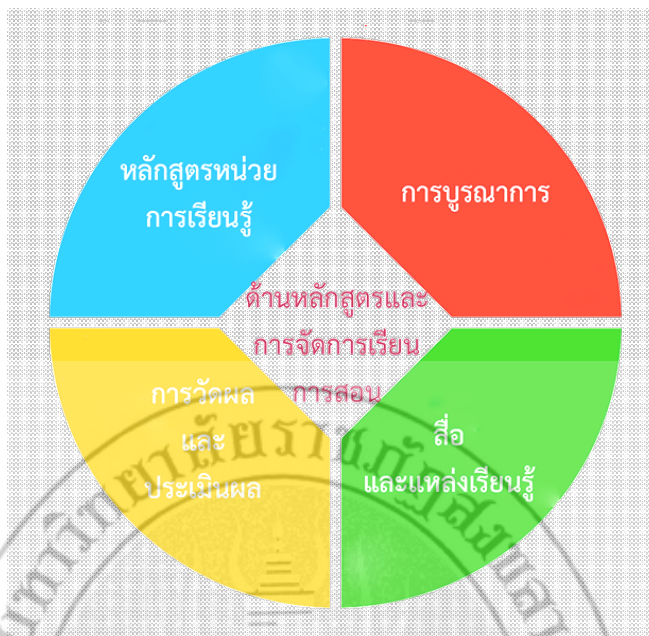 หลักสูตรหน่วย
การเรียนรู้
การบูรณาการ
ด้านหลักสูตรและ
การจัดการเรียน
การสอน
การวัดผล
และ
ประเมินผล
สื่อ
และแหล่งเรียนรู้